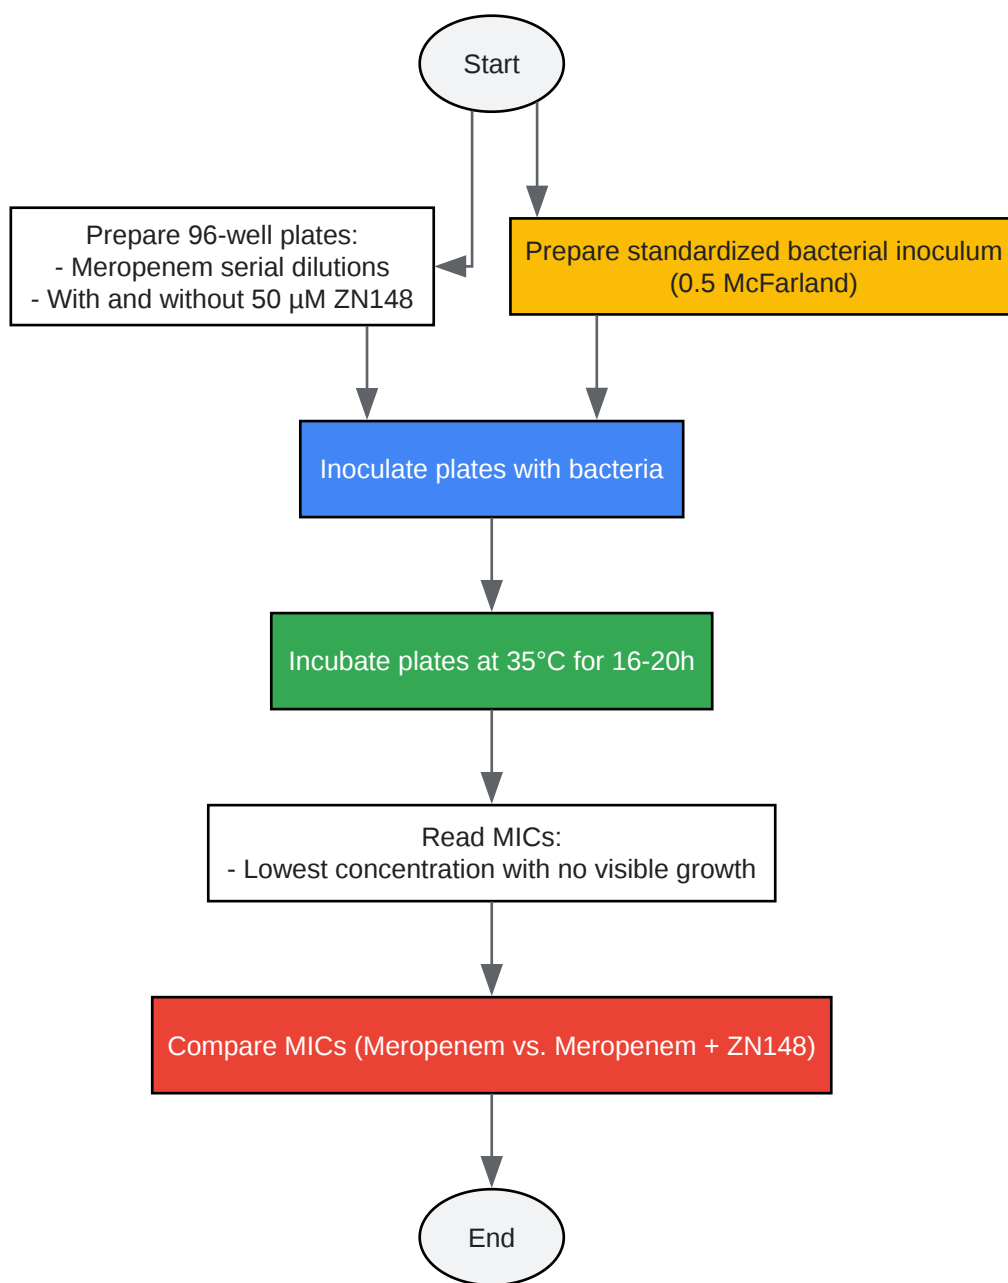 Start
Prepare 96-well plates:
- Meropenem serial dilutions
- With and without 50 µM ZN148
Prepare standardized bacterial inoculum
(0.5 McFarland)
Inoculate plates with bacteria
Incubate plates at 35°C for 16-20h
Read MICs:
- Lowest concentration with no visible growth
Compare MICs (Meropenem vs. Meropenem + ZN148)
End